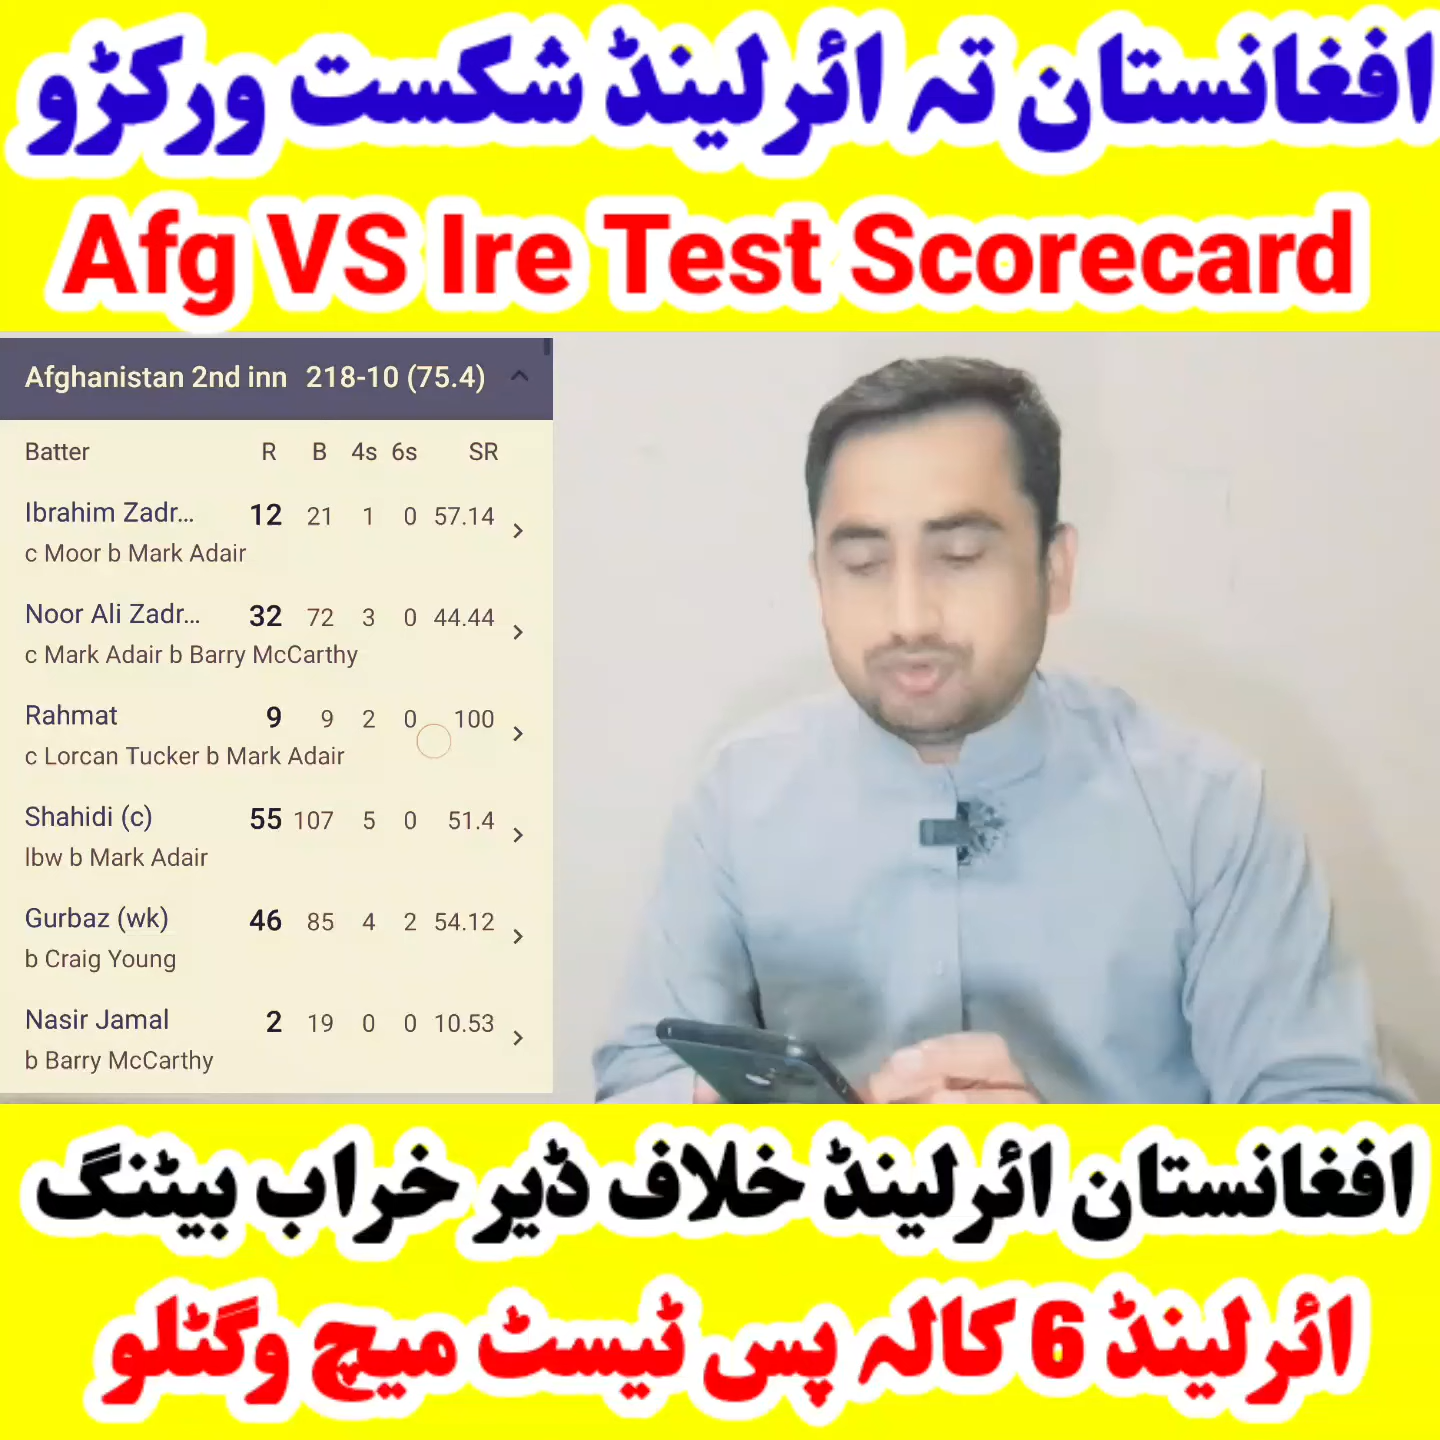 افغانستان تہ ائرلینڈ شکست ورکړو
Afg VS Ire Test Scorecard
Afghanistan 2nd inn 218-10 (75.4)
Batter R B 4s 6s SR
Ibrahim Zadr... 12 21 1 0 57.14
c Moor b Mark Adair
Noor Ali Zadr... 32 72 3 0 44.44
c Mark Adair b Barry McCarthy
Rahmat 9 9 2 0 100
c Lorcan Tucker b Mark Adair
Shahidi (c) 55 107 5 0 51.4
lbw b Mark Adair
Gurbaz (wk) 46 85 4 2 54.12
b Craig Young
Nasir Jamal 2 19 0 0 10.53
b Barry McCarthy
افغانستان ائرلینڈ خلاف ڈیر خراب بیٹنگ
ائرلینڈ 6 کالہ پس ٹیسٹ میچ وگٹلو